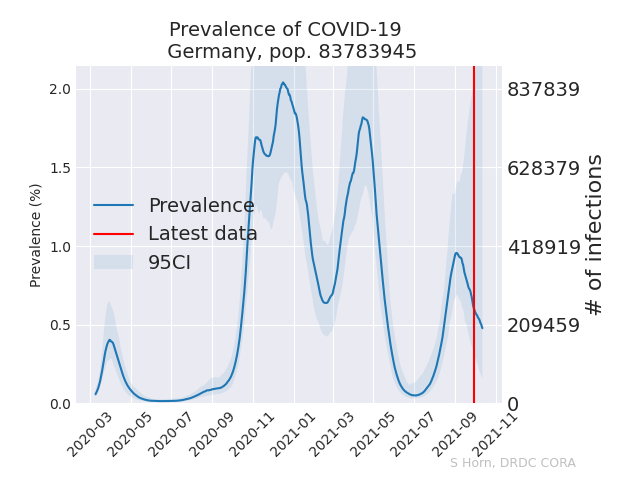 Prevalence of COVID-19
Germany, pop. 83783945
Prevalence (%)
2.0
1.5
1.0
0.5
0.0
Prevalence
Latest data
95CI
837839
628379
418919
209459
0
# of infections
2020-03
2020-05
2020-07
2020-09
2020-11
2021-01
2021-03
2021-05
2021-07
2021-09
2021-11
S Horn, DRDC CORA